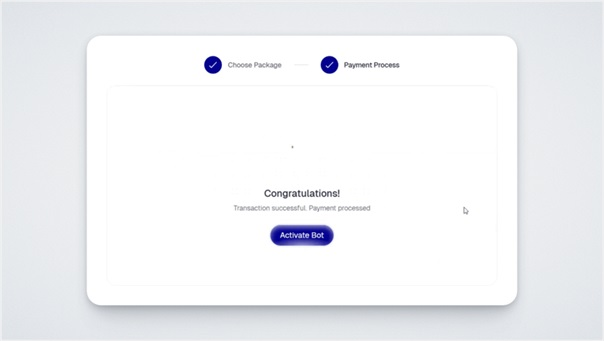 Choose Package
Payment Process
Congratulations!
Transaction successful. Payment processed
Activate Bot